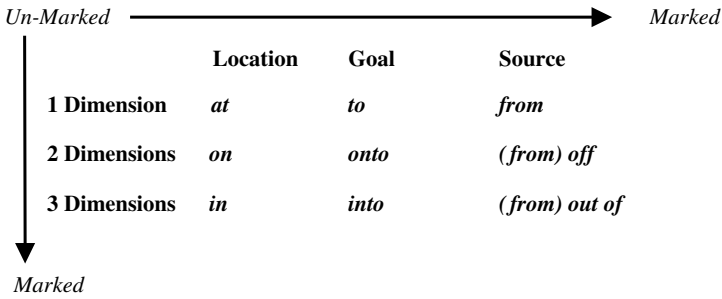 Un-Marked Marked
Location Goal Source
1 Dimension at to from
2 Dimensions on onto (from) off
3 Dimensions in into (from) out of
Marked